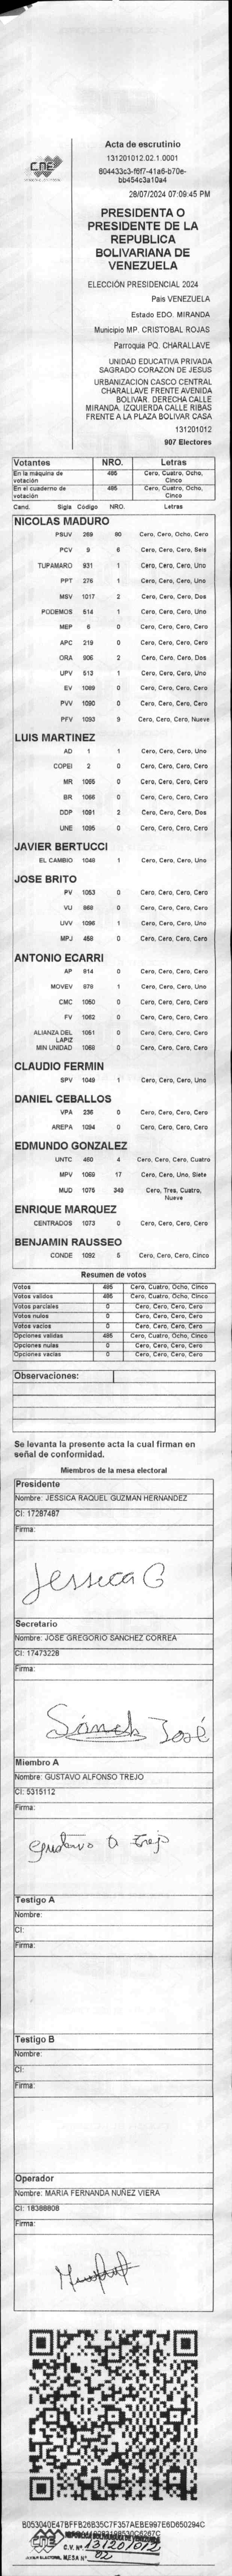 CNE
Acta de escrutinio
131201012.02.1.0001
804433c3-f6f7-41a6-b70e-
bb454c3a10a4
28/07/2024 07:09:45 PM
PRESIDENTA O
PRESIDENTE DE LA
REPUBLICA
BOLIVARIANA DE
VENEZUELA
ELECCIÓN PRESIDENCIAL 2024
Pais VENEZUELA
Estado EDO. MIRANDA
Municipio MP. CRISTOBAL ROJAS
Parroquia PQ. CHARALLAVE
UNIDAD EDUCATIVA PRIVADA
SAGRADO CORAZON DE JESUS
URBANIZACION CASCO CENTRAL
CHARALLAVE FRENTE AVENIDA
BOLIVAR. DERECHA CALLE
MIRANDA. IZQUIERDA CALLE RIBAS
FRENTE A LA PLAZA BOLIVAR CASA
131201012
907 Electores
Votantes NRO. Letras
En la máquina de votación 485 Cero, Cuatro, Ocho, Cinco
En el cuaderno de votación 485 Cero, Cuatro, Ocho, Cinco
Cand. Sigla Código NRO. Letras
NICOLAS MADURO
PSUV 269 80 Cero, Cero, Ocho, Cero
PCV 9 6 Cero, Cero, Cero, Seis
TUPAMARO 931 1 Cero, Cero, Cero, Uno
PPT 276 1 Cero, Cero, Cero, Uno
MSV 1017 2 Cero, Cero, Cero, Dos
PODEMOS 514 1 Cero, Cero, Cero, Uno
MEP 6 0 Cero, Cero, Cero, Cero
APC 219 0 Cero, Cero, Cero, Cero
ORA 906 2 Cero, Cero, Cero, Dos
UPV 513 1 Cero, Cero, Cero, Uno
EV 1089 0 Cero, Cero, Cero, Cero
PVV 1090 0 Cero, Cero, Cero, Cero
PFV 1093 9 Cero, Cero, Cero, Nueve
LUIS MARTINEZ
AD 1 1 Cero, Cero, Cero, Uno
COPEI 2 0 Cero, Cero, Cero, Cero
MR 1065 0 Cero, Cero, Cero, Cero
BR 1066 0 Cero, Cero, Cero, Cero
DDP 1091 2 Cero, Cero, Cero, Dos
UNE 1095 0 Cero, Cero, Cero, Cero
JAVIER BERTUCCI
EL CAMBIO 1048 1 Cero, Cero, Cero, Uno
JOSE BRITO
PV 1053 0 Cero, Cero, Cero, Cero
VU 868 0 Cero, Cero, Cero, Cero
UVV 1096 1 Cero, Cero, Cero, Uno
MPJ 458 0 Cero, Cero, Cero, Cero
ANTONIO ECARRI
AP 814 0 Cero, Cero, Cero, Cero
MOVEV 978 1 Cero, Cero, Cero, Uno
CMC 1050 0 Cero, Cero, Cero, Cero
FV 1062 0 Cero, Cero, Cero, Cero
ALIANZA DEL LAPIZ 1051 0 Cero, Cero, Cero, Cero
MIN UNIDAD 1068 0 Cero, Cero, Cero, Cero
CLAUDIO FERMIN
SPV 1049 1 Cero, Cero, Cero, Uno
DANIEL CEBALLOS
VPA 236 0 Cero, Cero, Cero, Cero
AREPA 1094 0 Cero, Cero, Cero, Cero
EDMUNDO GONZALEZ
UNTC 460 4 Cero, Cero, Cero, Cuatro
MPV 1069 17 Cero, Cero, Uno, Siete
MUD 1075 349 Cero, Tres, Cuatro, Nueve
ENRIQUE MARQUEZ
CENTRADOS 1073 0 Cero, Cero, Cero, Cero
BENJAMIN RAUSSEO
CONDE 1092 5 Cero, Cero, Cero, Cinco
Resumen de votos
Votos 485 Cero, Cuatro, Ocho, Cinco
Votos validos 485 Cero, Cuatro, Ocho, Cinco
Votos parciales 0 Cero, Cero, Cero, Cero
Votos nulos 0 Cero, Cero, Cero, Cero
Votos vacios 0 Cero, Cero, Cero, Cero
Opciones validas 485 Cero, Cuatro, Ocho, Cinco
Opciones nulas 0 Cero, Cero, Cero, Cero
Opciones vacias 0 Cero, Cero, Cero, Cero
Observaciones:
Se levanta la presente acta la cual firman en
señal de conformidad.
Miembros de la mesa electoral
Presidente
Nombre: JESSICA RAQUEL GUZMAN HERNANDEZ
CI: 17287487
Firma:
Jessica G
Secretario
Nombre: JOSE GREGORIO SANCHEZ CORREA
CI: 17473228
Firma:
Sánch José
Miembro A
Nombre: GUSTAVO ALFONSO TREJO
CI: 5315112
Firma:
Gustavo A Trejo
Testigo A
Nombre:
CI:
Firma:
Testigo B
Nombre:
CI:
Firma:
Operador
Nombre: MARIA FERNANDA NUÑEZ VIERA
CI: 18388808
Firma:
B053040E47BFFB26B35C7F357AEBE997E6D650294C
CNE
REPÚBLICA BOLIVARIANA DE VENEZUELA
C.V. Nº 131201012
MESA Nº 02